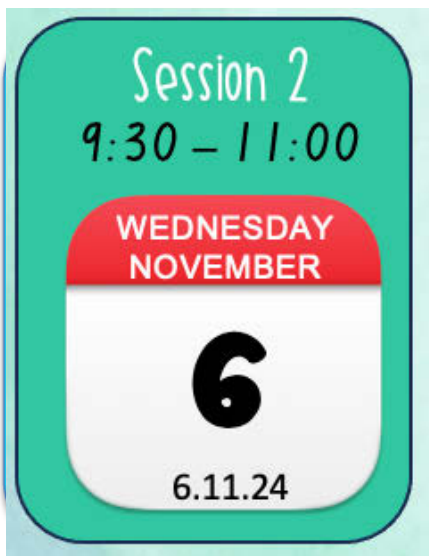 Session 2
9:30 – 11:00
WEDNESDAY
NOVEMBER
6
6.11.24